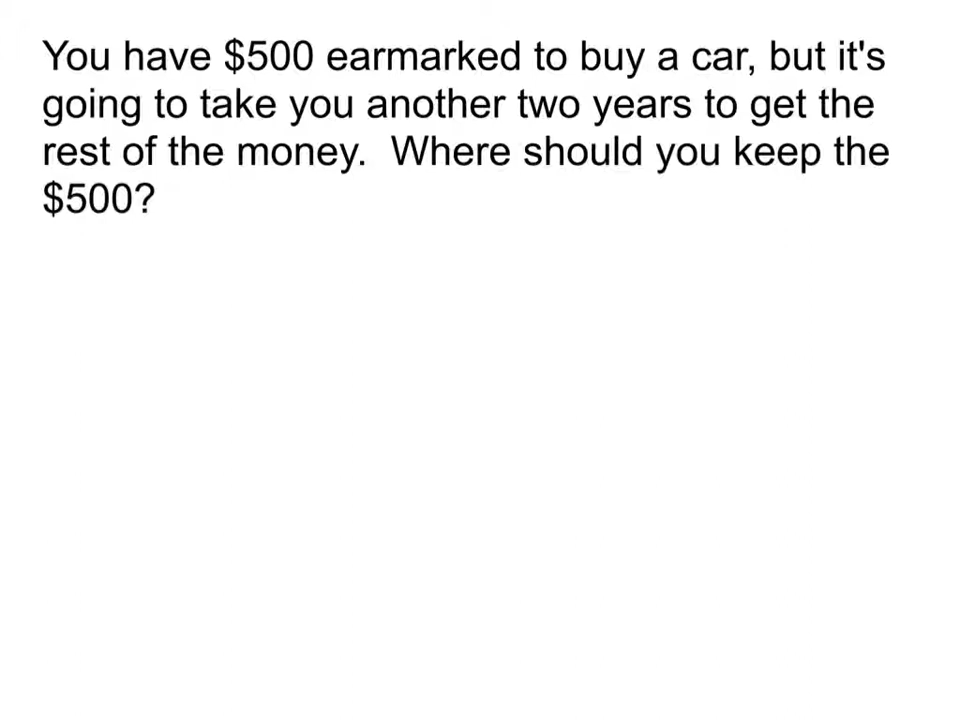 You have $500 earmarked to buy a car, but it's
going to take you another two years to get the
rest of the money.  Where should you keep the
$500?